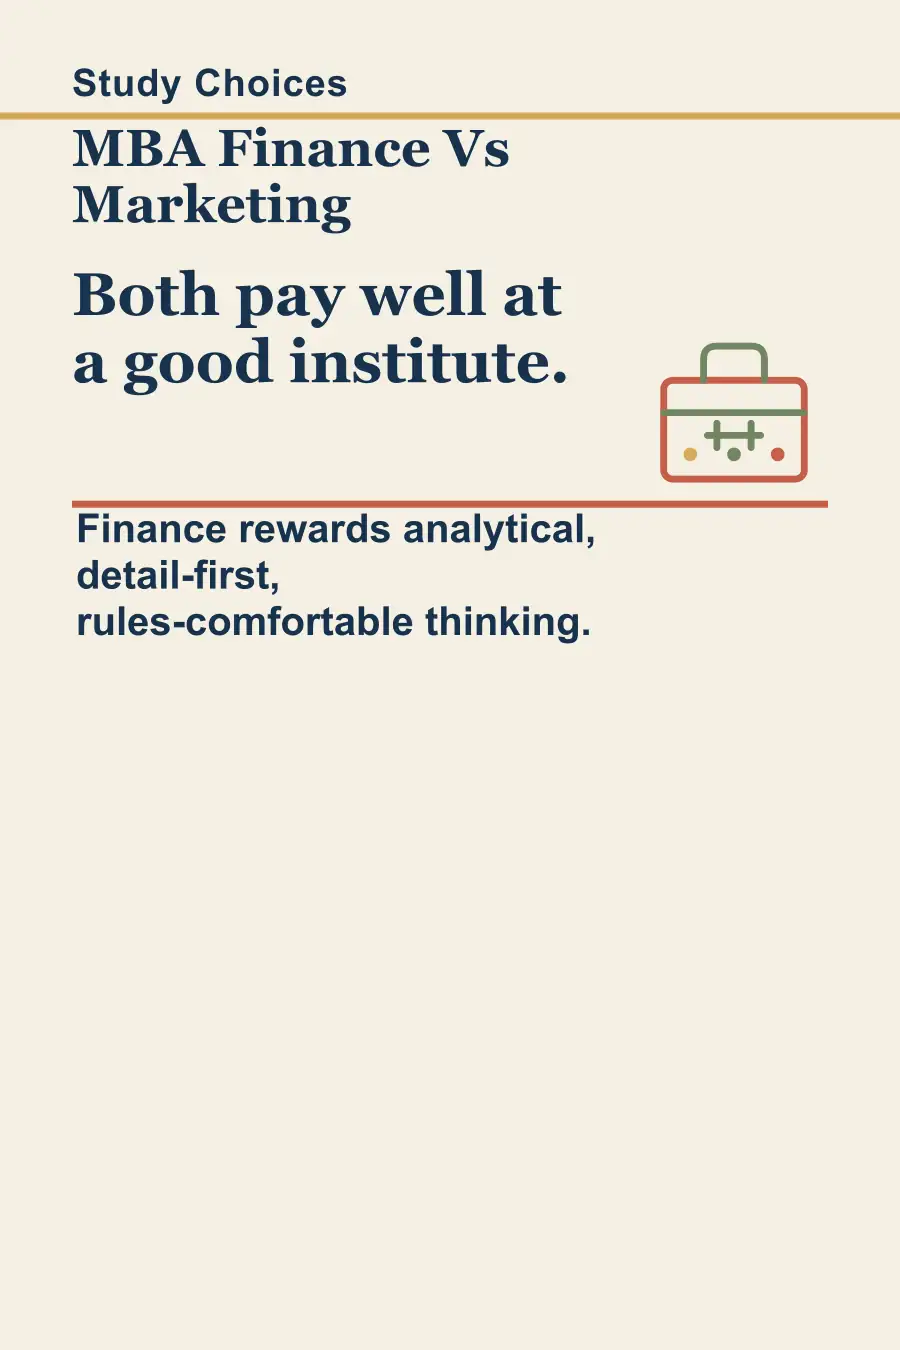 Study Choices
MBA Finance Vs
Marketing
Both pay well at
a good institute.
Finance rewards analytical,
detail-first,
rules-comfortable thinking.